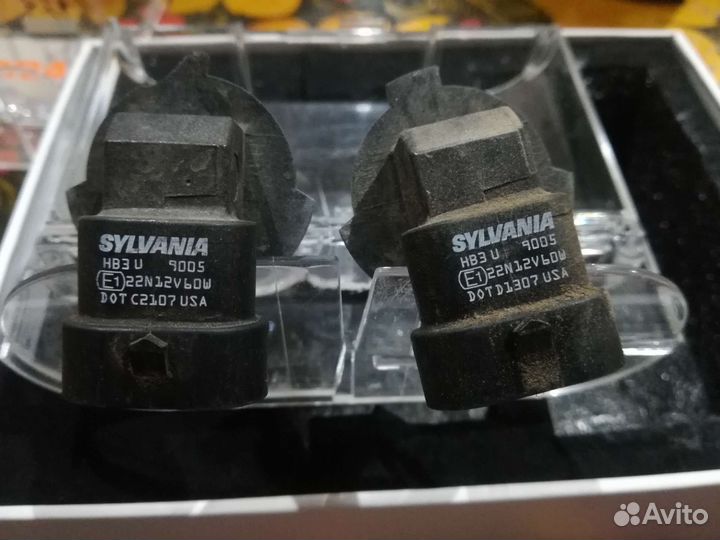 SYLVANIA
HB3 U 9005
E1 22N12V60W
DOT C2107 USA
SYLVANIA
HB3 U 9005
E1 22N12V60W
DOT D1307 USA
Avito